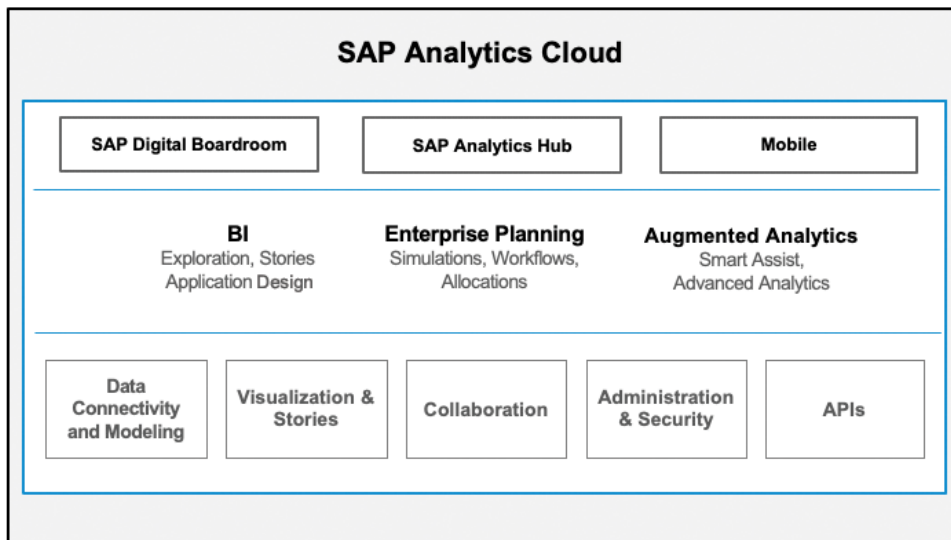 SAP Analytics Cloud
SAP Digital Boardroom
SAP Analytics Hub
Mobile
BI
Exploration, Stories
Application Design
Enterprise Planning
Simulations, Workflows,
Allocations
Augmented Analytics
Smart Assist,
Advanced Analytics
Data
Connectivity
and Modeling
Visualization &
Stories
Collaboration
Administration
& Security
APIs